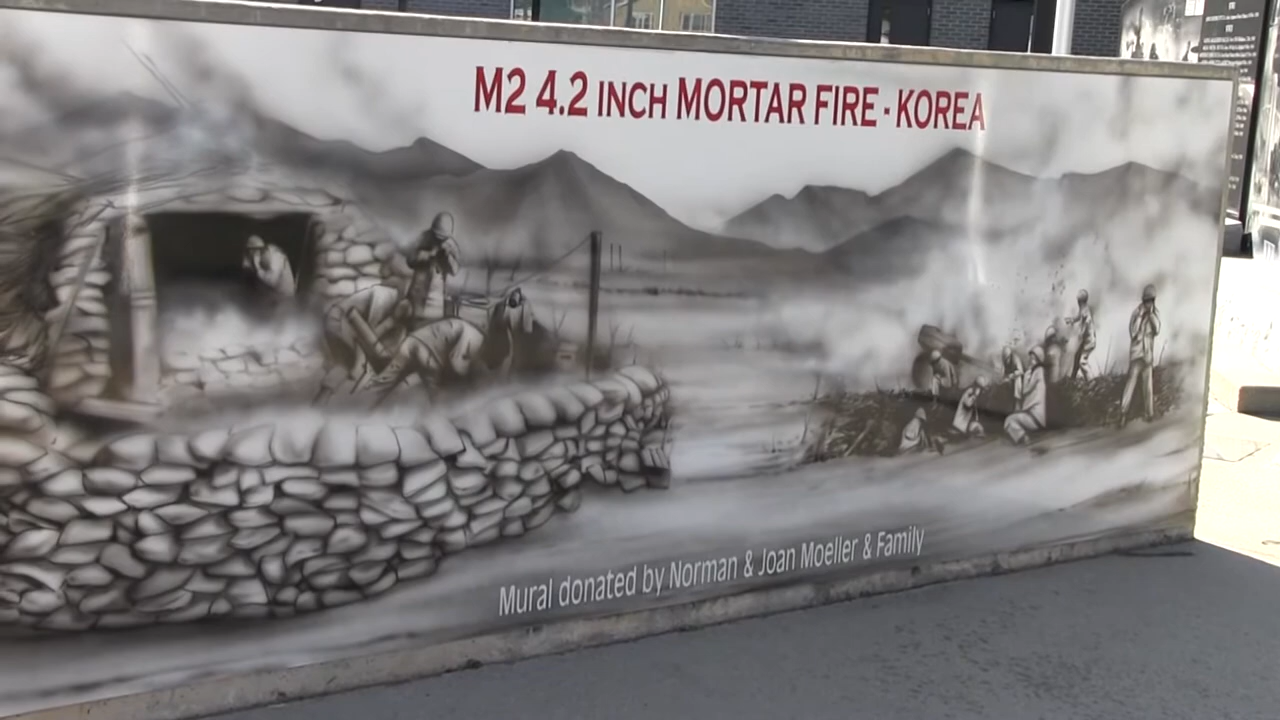 M2 4.2 INCH MORTAR FIRE - KOREA
Mural donated by Norman & Joan Moeller & Family